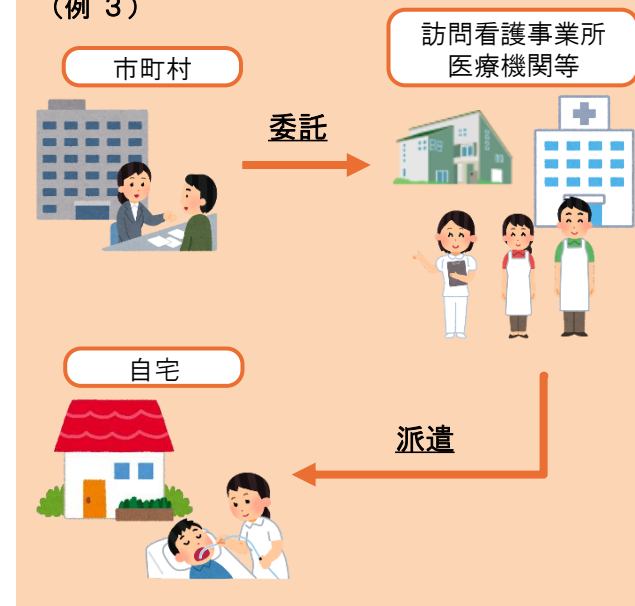 (例 3)
市町村
訪問看護事業所
医療機関等
委託
自宅
派遣